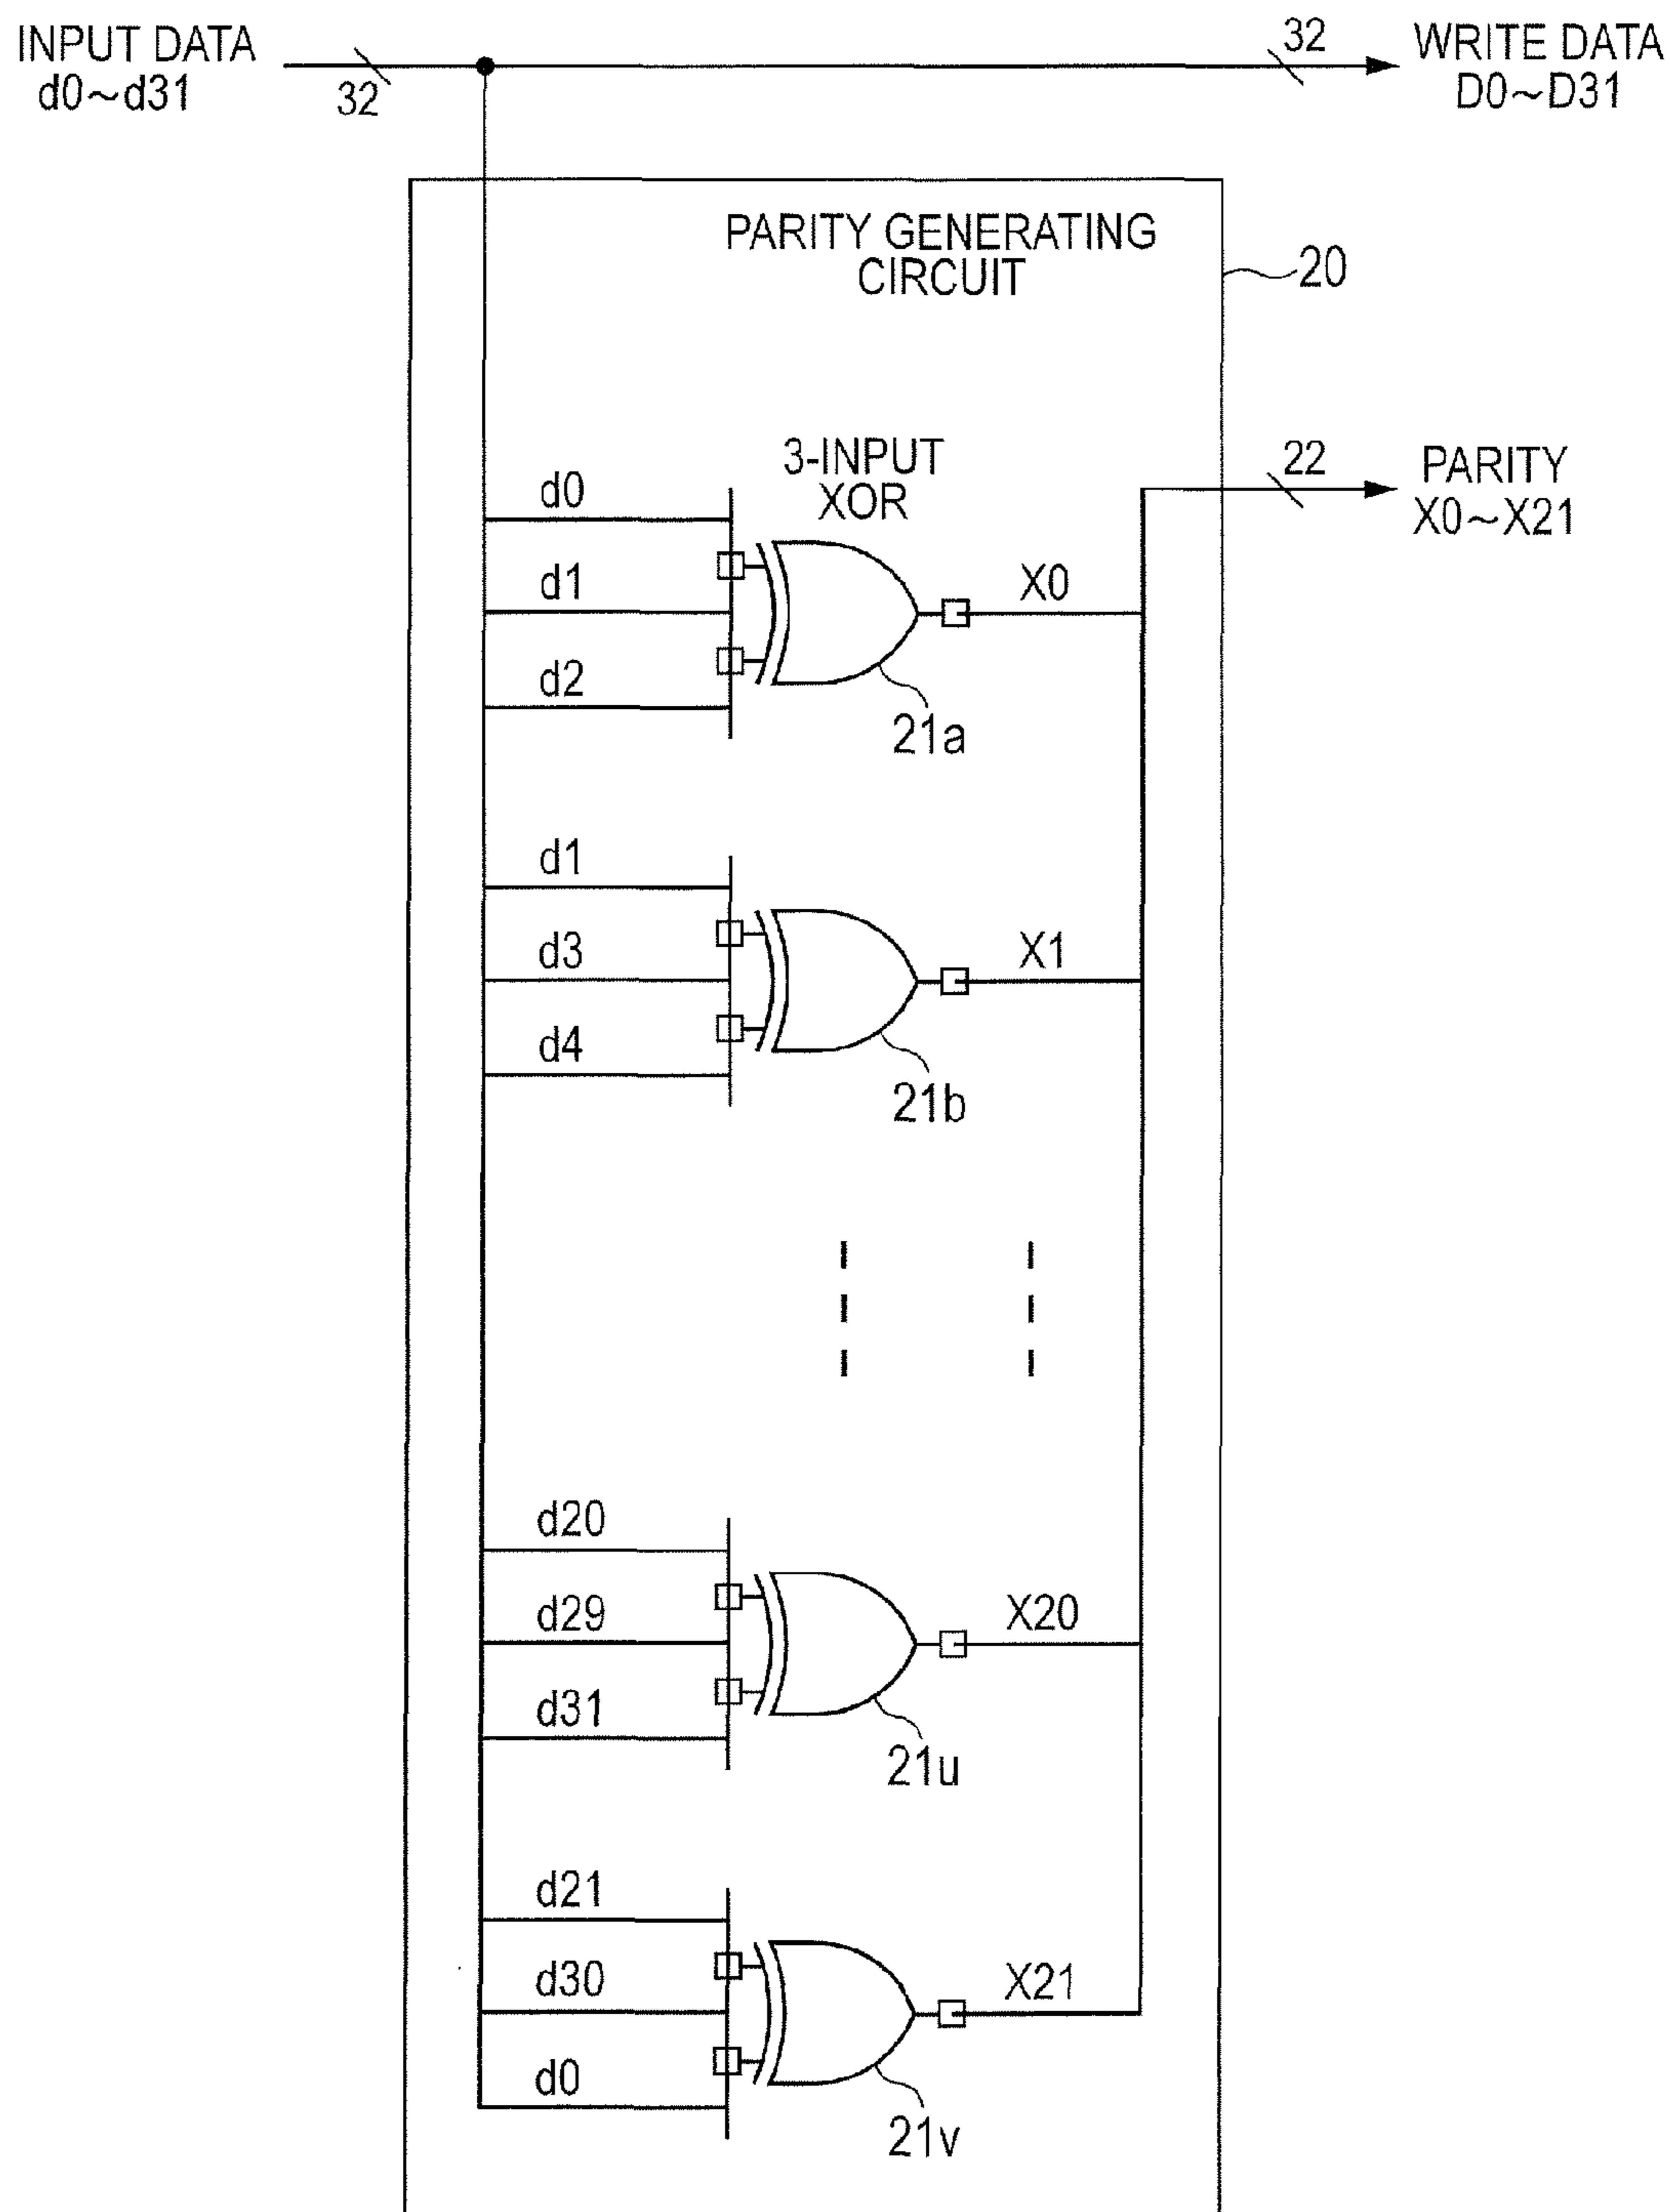 INPUT DATA
d0~d31
32
32
WRITE DATA
D0~D31
PARITY GENERATING
CIRCUIT
20
3-INPUT
XOR
22
PARITY
X0~X21
d0
d1
d2
X0
21a
d1
d3
d4
X1
21b
d20
d29
d31
X20
21u
d21
d30
d0
X21
21v